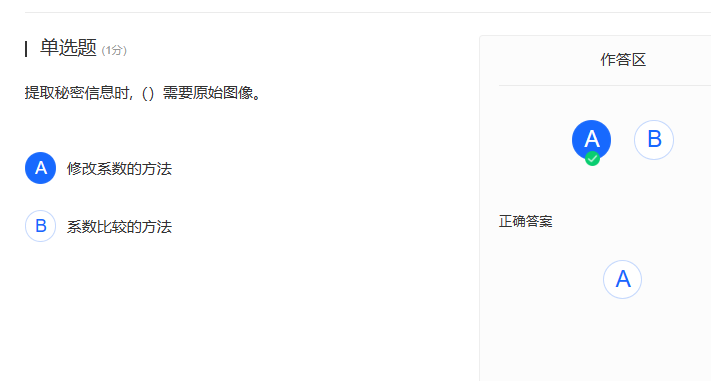 单选题 (1分)
提取秘密信息时，( ）需要原始图像。
A 修改系数的方法
B 系数比较的方法
作答区
A B
正确答案
A